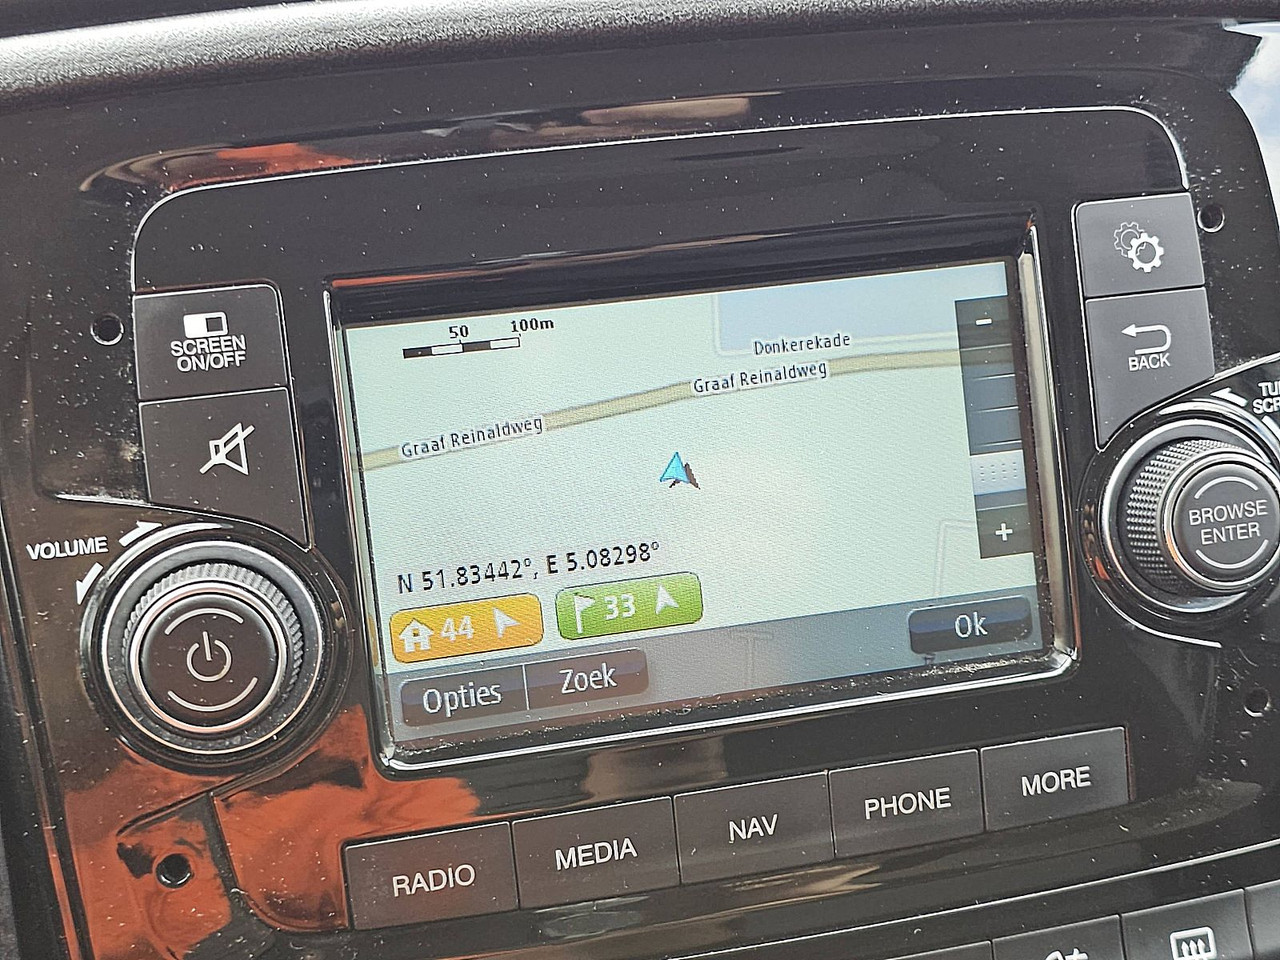 SCREEN
ON/OFF
VOLUME
50 100m
Donkerekade
Graaf Reinaldweg
Graaf Reinaldweg
-
+
N 51.83442°, E 5.08298°
44
33
Opties
Zoek
Ok
BACK
BROWSE
ENTER
RADIO
MEDIA
NAV
PHONE
MORE